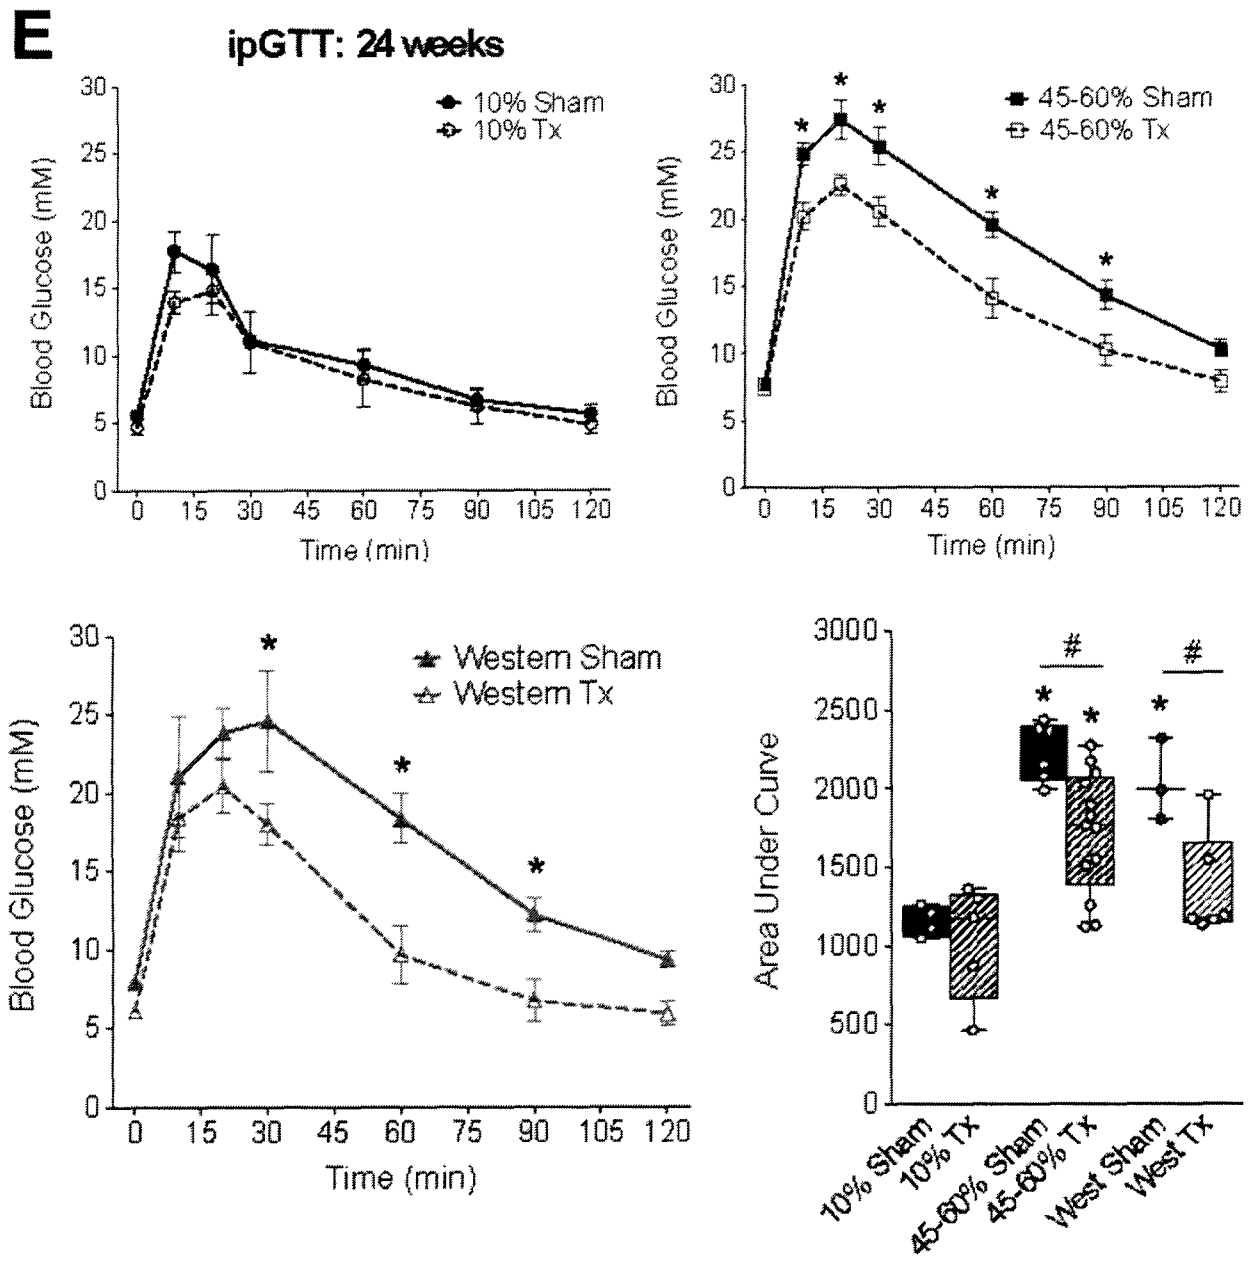 E
ipGTT: 24 weeks
30
25
20
15
10
5
0
Blood Glucose (mM)
10% Sham
10% Tx
0 15 30 45 60 75 90 105 120
Time (min)
30
25
20
15
10
5
0
Blood Glucose (mM)
* * * * *
45-60% Sham
45-60% Tx
0 15 30 45 60 75 90 105 120
Time (min)
30
25
20
15
10
5
0
Blood Glucose (mM)
* * *
Western Sham
Western Tx
0 15 30 45 60 75 90 105 120
Time (min)
3000
2500
2000
1500
1000
500
0
Area Under Curve
# #
* * *
10% Sham
10% Tx
45-60% Sham
45-60% Tx
West Sham
West Tx